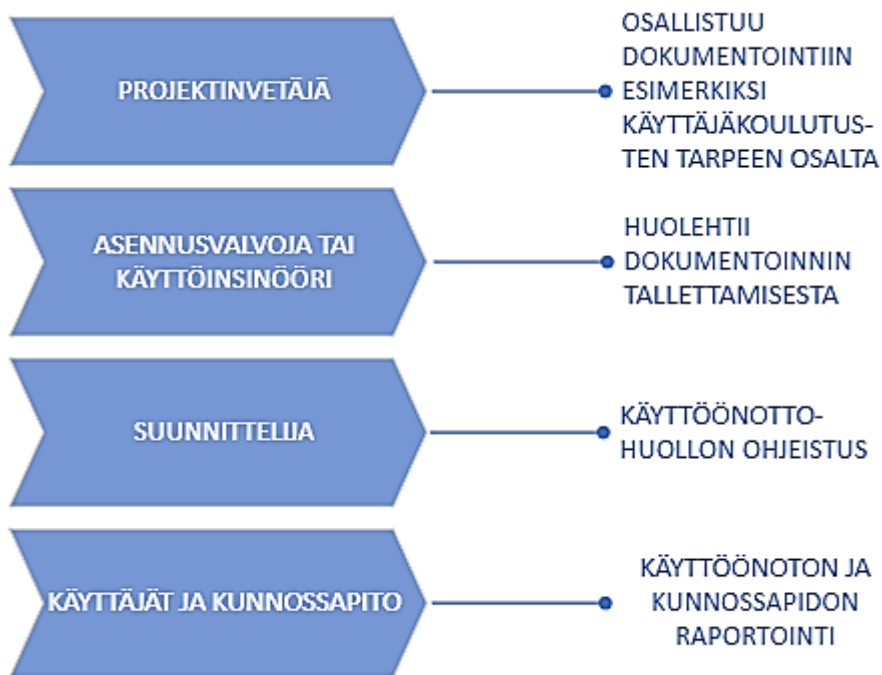 PROJEKTINVETÄJÄ
OSALLISTUU
DOKUMENTOINTIIN
ESIMERKIKSI
KÄYTTÄJÄKOULUTUS-
TEN TARPEEN OSALTA
ASENNUSVALVOJA TAI
KÄYTTÖINSINÖÖRI
HUOLEHTII
DOKUMENTOINNIN
TALLETTAMISESTA
SUUNNITTELIJA
KÄYTTÖÖNOTTO-
HUOLLON OHJEISTUS
KÄYTTÄJÄT JA KUNNOSSAPITO
KÄYTTÖÖNOTON JA
KUNNOSSAPIDON
RAPORTOINTI